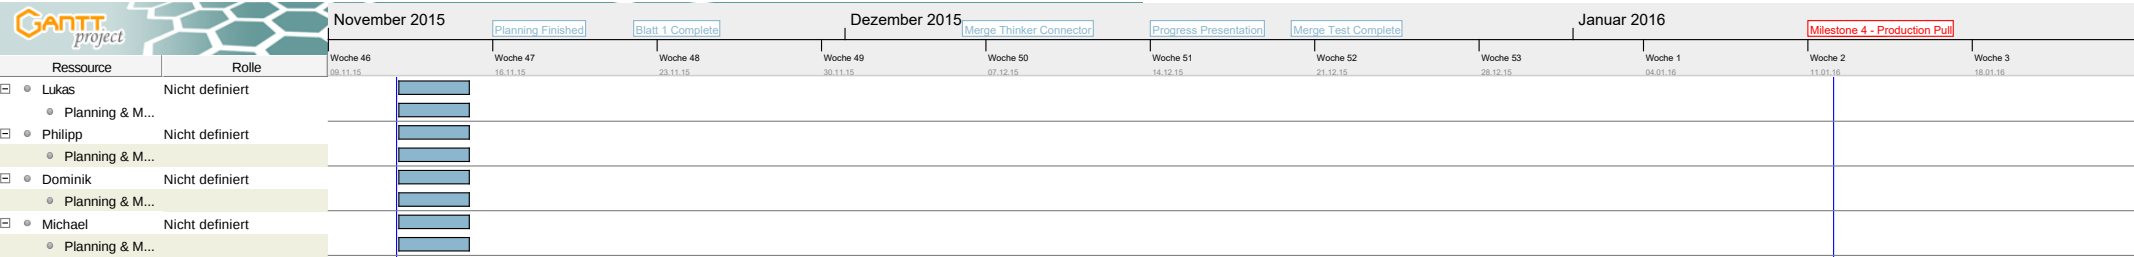 GANTT
project
November 2015
Dezember 2015
Januar 2016
Planning Finished
Blatt 1 Complete
Merge Thinker Connector
Progress Presentation
Merge Test Complete
Milestone 4 - Production Pull
Woche 46
Woche 47
Woche 48
Woche 49
Woche 50
Woche 51
Woche 52
Woche 53
Woche 1
Woche 2
Woche 3
09.11.15
16.11.15
23.11.15
30.11.15
07.12.15
14.12.15
21.12.15
28.12.15
04.01.16
11.01.16
18.01.16
Ressource Rolle
Lukas Nicht definiert
Planning & M...
Philipp Nicht definiert
Planning & M...
Dominik Nicht definiert
Planning & M...
Michael Nicht definiert
Planning & M...